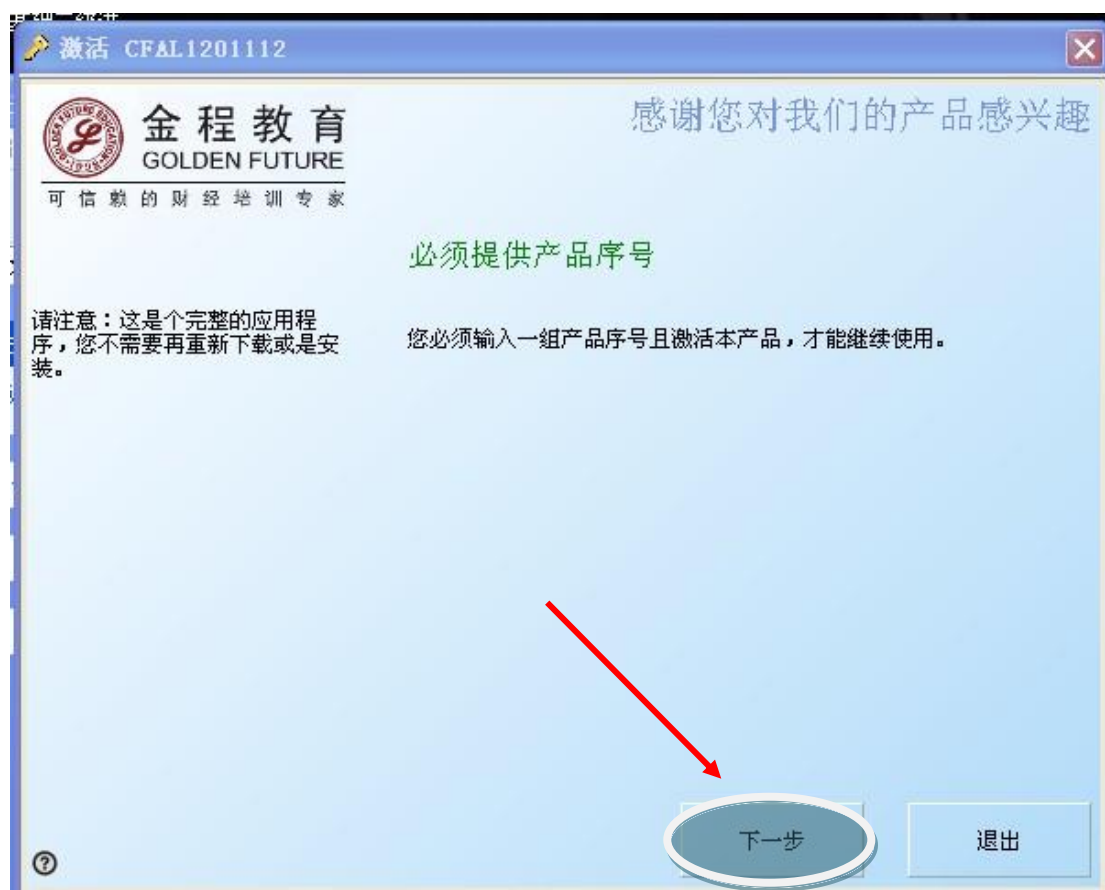 激活 CFAL1201112
金程教育
GOLDEN FUTURE
可信赖的财经培训专家
感谢您对我们的产品感兴趣
必须提供产品序号
请注意：这是个完整的应用程
序，您不需要再重新下载或是安
装。
您必须输入一组产品序号且激活本产品，才能继续使用。
下一步
退出